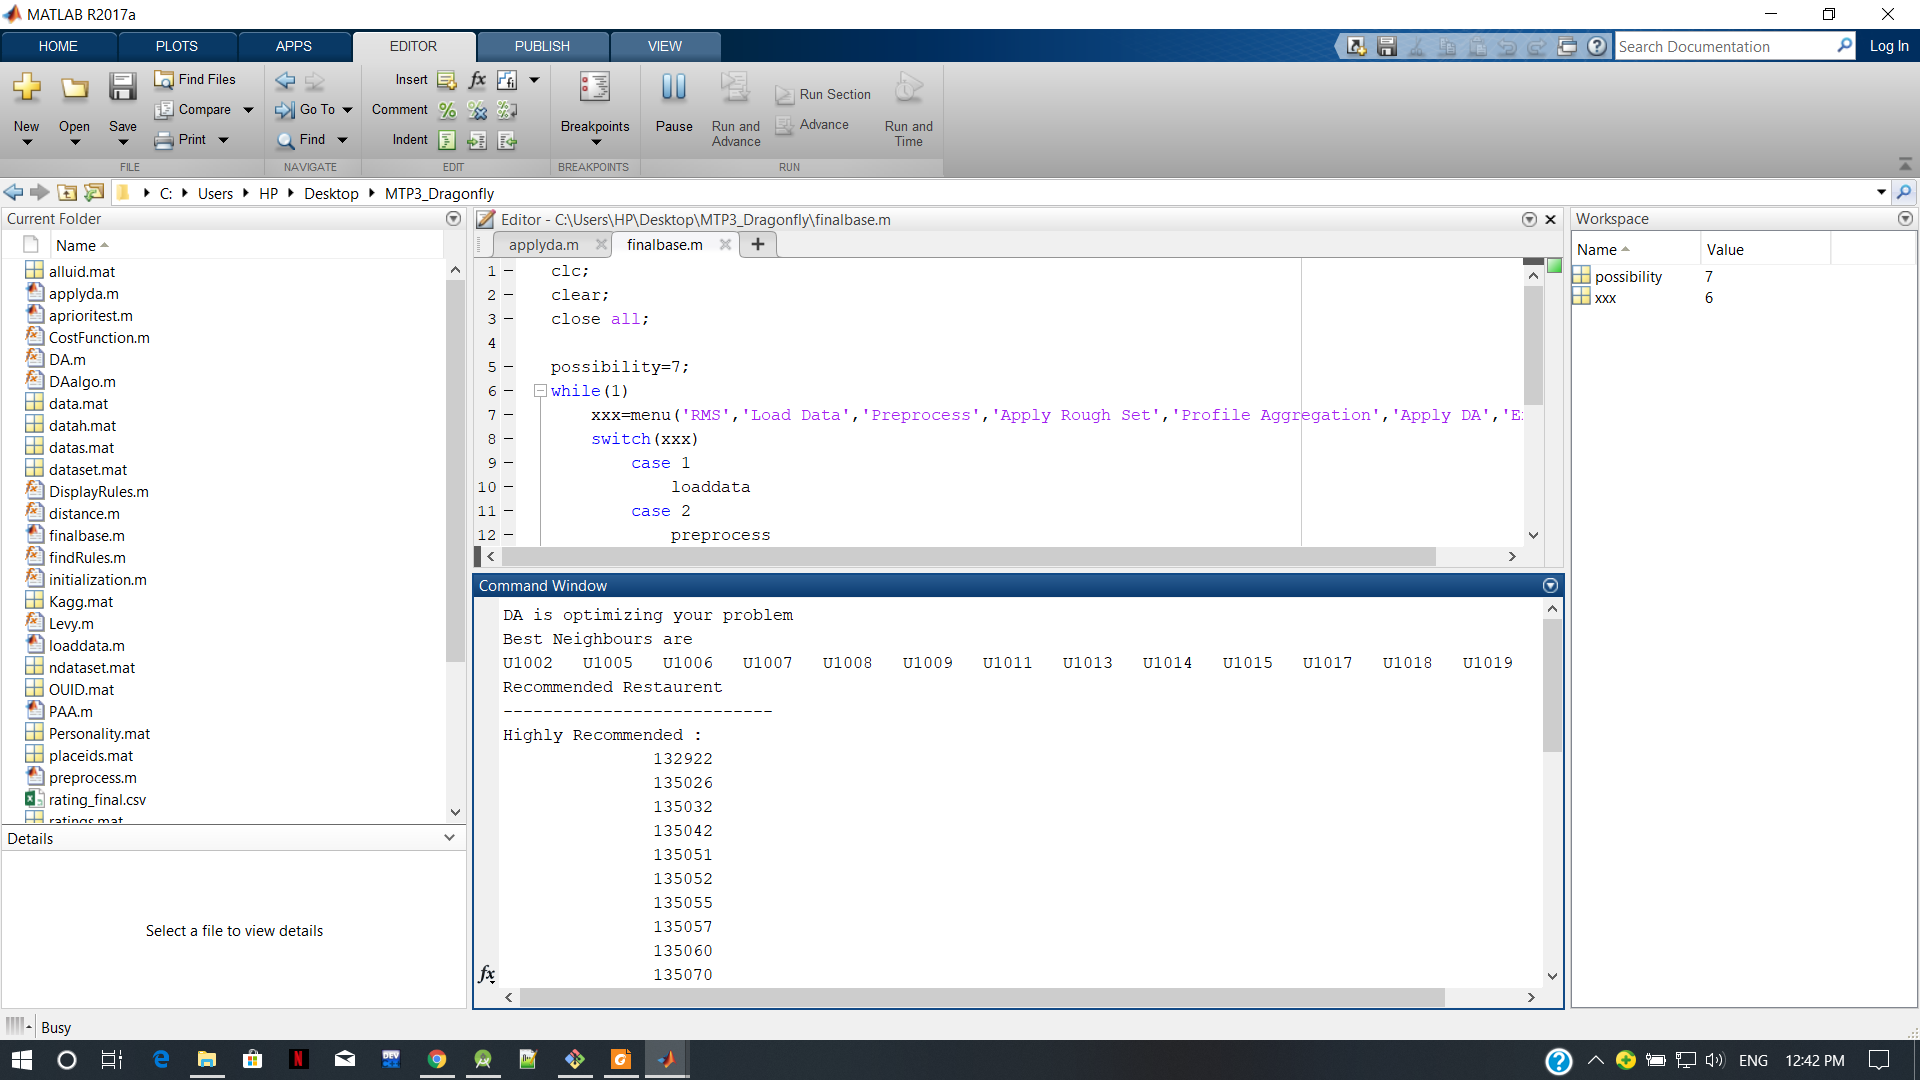 MATLAB R2017a
HOME PLOTS APPS EDITOR PUBLISH VIEW
Search Documentation Log In
New Open Save
Find Files
Compare
Print
FILE
Go To
Find
NAVIGATE
Insert fx fi
Comment
Indent
EDIT
Breakpoints
BREAKPOINTS
Pause
Run and Advance
Run Section
Advance
Run and Time
RUN
C: Users HP Desktop MTP3_Dragonfly
Current Folder
Name
alluid.mat
applyda.m
aprioritest.m
CostFunction.m
DA.m
DAalgo.m
data.mat
datah.mat
datas.mat
dataset.mat
DisplayRules.m
distance.m
finalbase.m
findRules.m
initialization.m
Kagg.mat
Levy.m
loaddata.m
ndataset.mat
OUID.mat
PAA.m
Personality.mat
placeids.mat
preprocess.m
rating_final.csv
ratings.mat
Details
Select a file to view details
Editor - C:\Users\HP\Desktop\MTP3_Dragonfly\finalbase.m
applyda.m finalbase.m
1 clc;
2 clear;
3 close all;
4
5 possibility=7;
6 while(1)
7 xxx=menu('RMS','Load Data','Preprocess','Apply Rough Set','Profile Aggregation','Apply DA','E
8 switch(xxx)
9 case 1
10 loaddata
11 case 2
12 preprocess
Command Window
DA is optimizing your problem
Best Neighbours are
U1002 U1005 U1006 U1007 U1008 U1009 U1011 U1013 U1014 U1015 U1017 U1018 U1019
Recommended Restaurent
---------------------------
Highly Recommended :
132922
135026
135032
135042
135051
135052
135055
135057
135060
135070
fx
Workspace
Name Value
possibility 7
xxx 6
Busy
ENG 12:42 PM